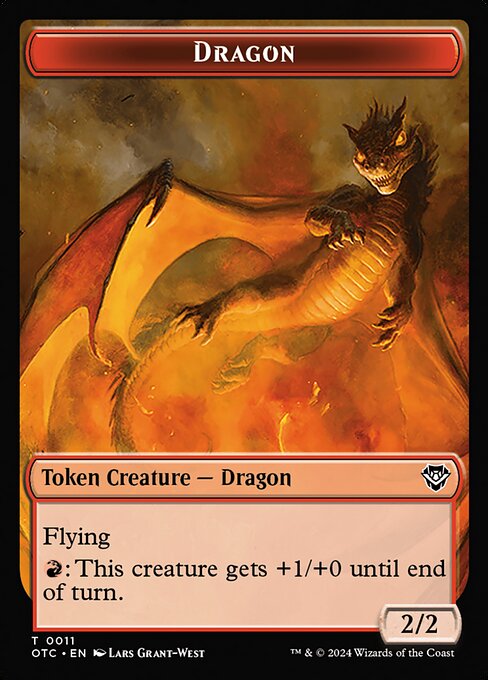 Dragon
Token Creature — Dragon
Flying
: This creature gets +1/+0 until end
of turn.
2/2
T 0011
OTC • EN Lars Grant-West
™ & © 2024 Wizards of the Coast